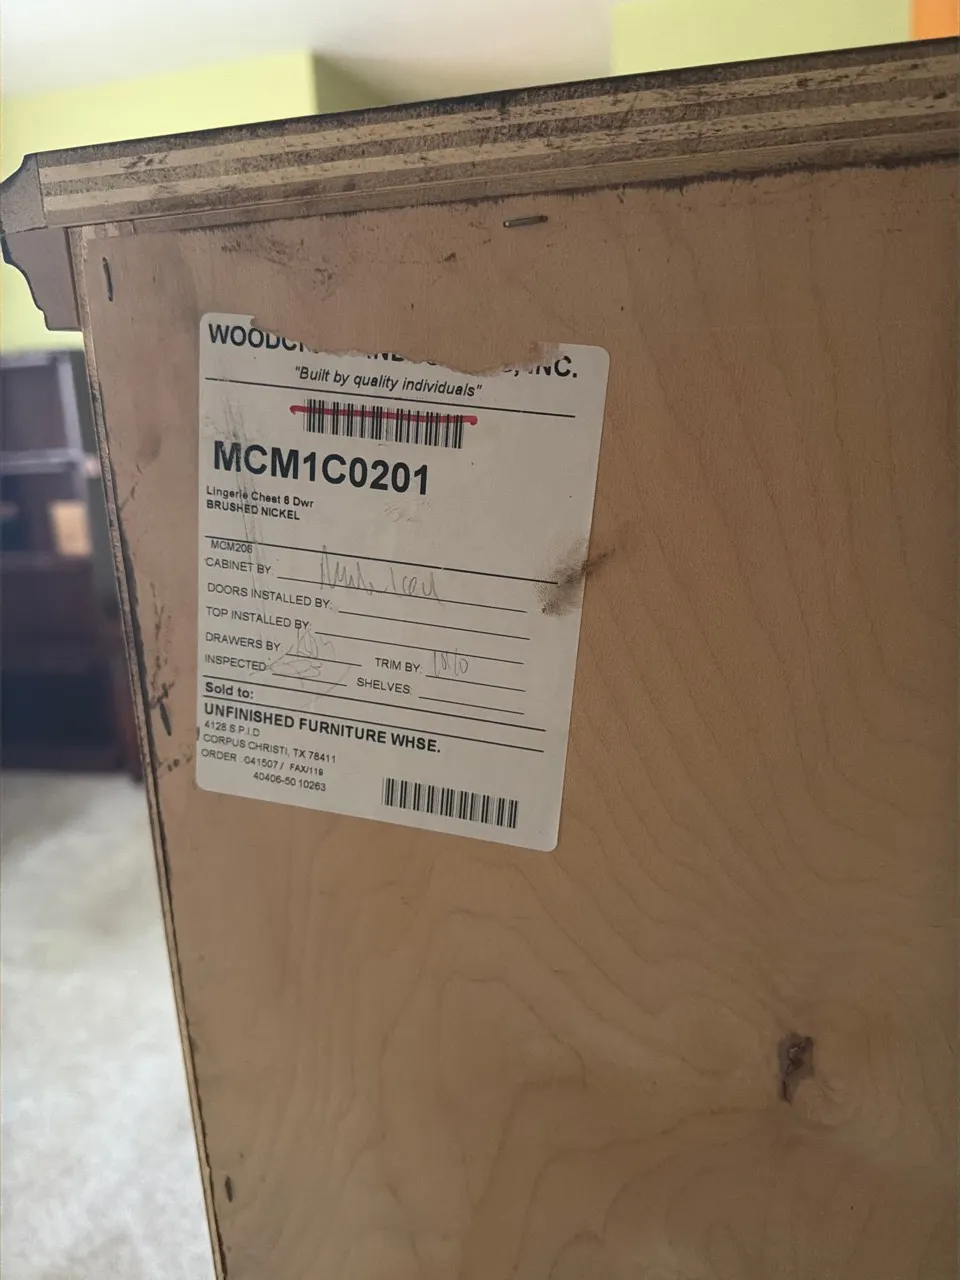 INC.
"Built by quality individuals"
MCM1C0201
Lingerie Chest 6 Dwr
BRUSHED NICKEL
MCM206
CABINET BY:
DOORS INSTALLED BY:
TOP INSTALLED BY:
DRAWERS BY: TRIM BY:
INSPECTED: SHELVES:
Sold to:
UNFINISHED FURNITURE WHSE.
4128 S.P.I.D
CORPUS CHRISTI, TX 78411
ORDER :041507 / FAX/119
40406-50 10263